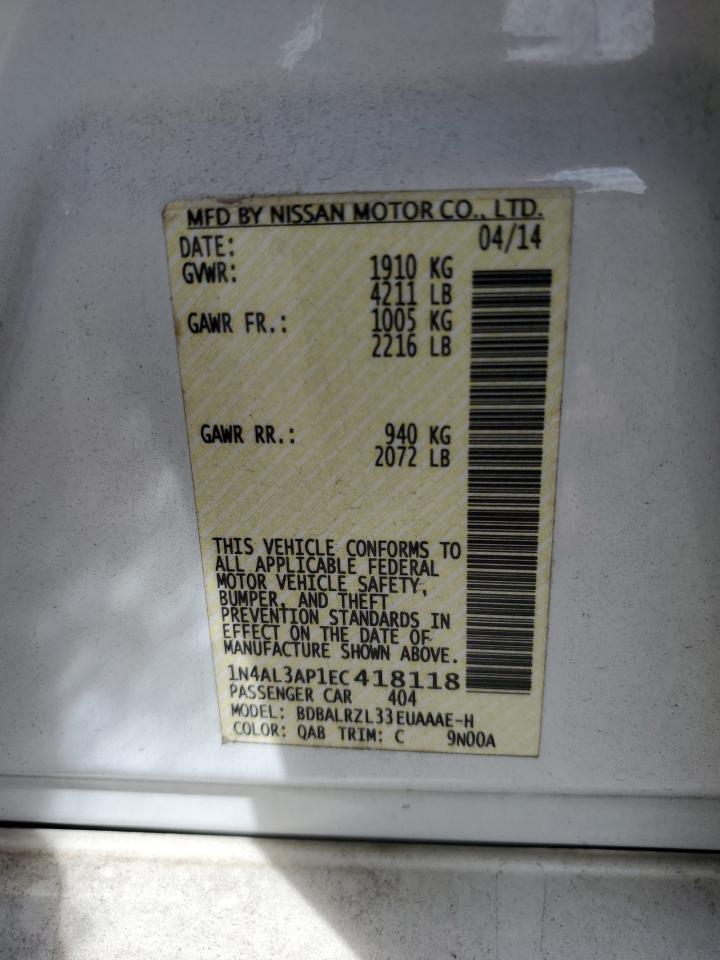 MFD BY NISSAN MOTOR CO., LTD.
DATE: 04/14
GVWR: 1910 KG
4211 LB
GAWR FR.: 1005 KG
2216 LB
GAWR RR.: 940 KG
2072 LB
THIS VEHICLE CONFORMS TO
ALL APPLICABLE FEDERAL
MOTOR VEHICLE SAFETY,
BUMPER, AND THEFT
PREVENTION STANDARDS IN
EFFECT ON THE DATE OF
MANUFACTURE SHOWN ABOVE.
1N4AL3AP1EC418118
PASSENGER CAR 404
MODEL: BDBALRZL33EUAAAE-H
COLOR: QAB TRIM: C 9N00A